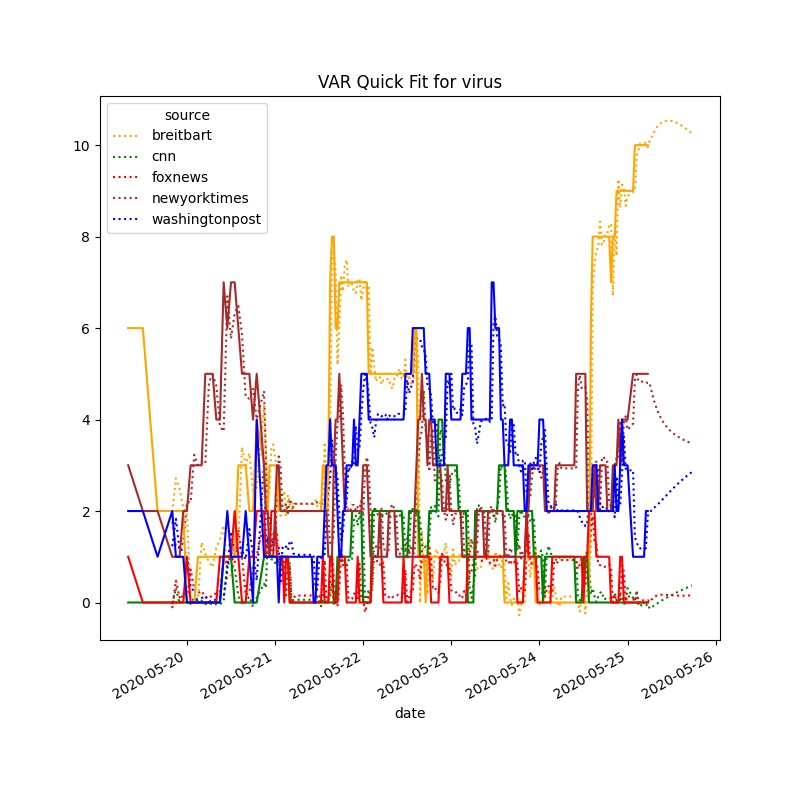 VAR Quick Fit for virus
source
breitbart
cnn
foxnews
newyorktimes
washingtonpost
10
8
6
4
2
0
2020-05-20
2020-05-21
2020-05-22
2020-05-23
2020-05-24
2020-05-25
2020-05-26
date